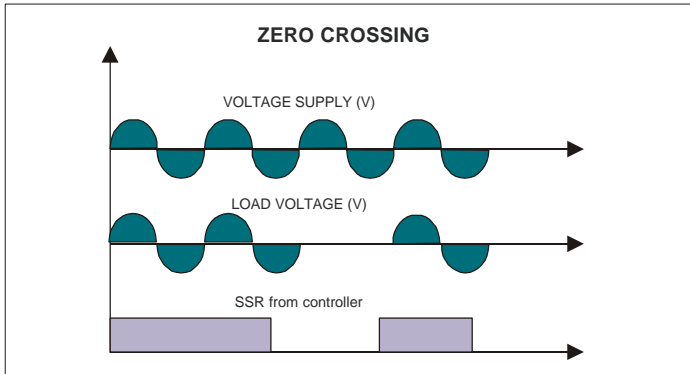 ZERO CROSSING
VOLTAGE SUPPLY (V)
LOAD VOLTAGE (V)
SSR from controller